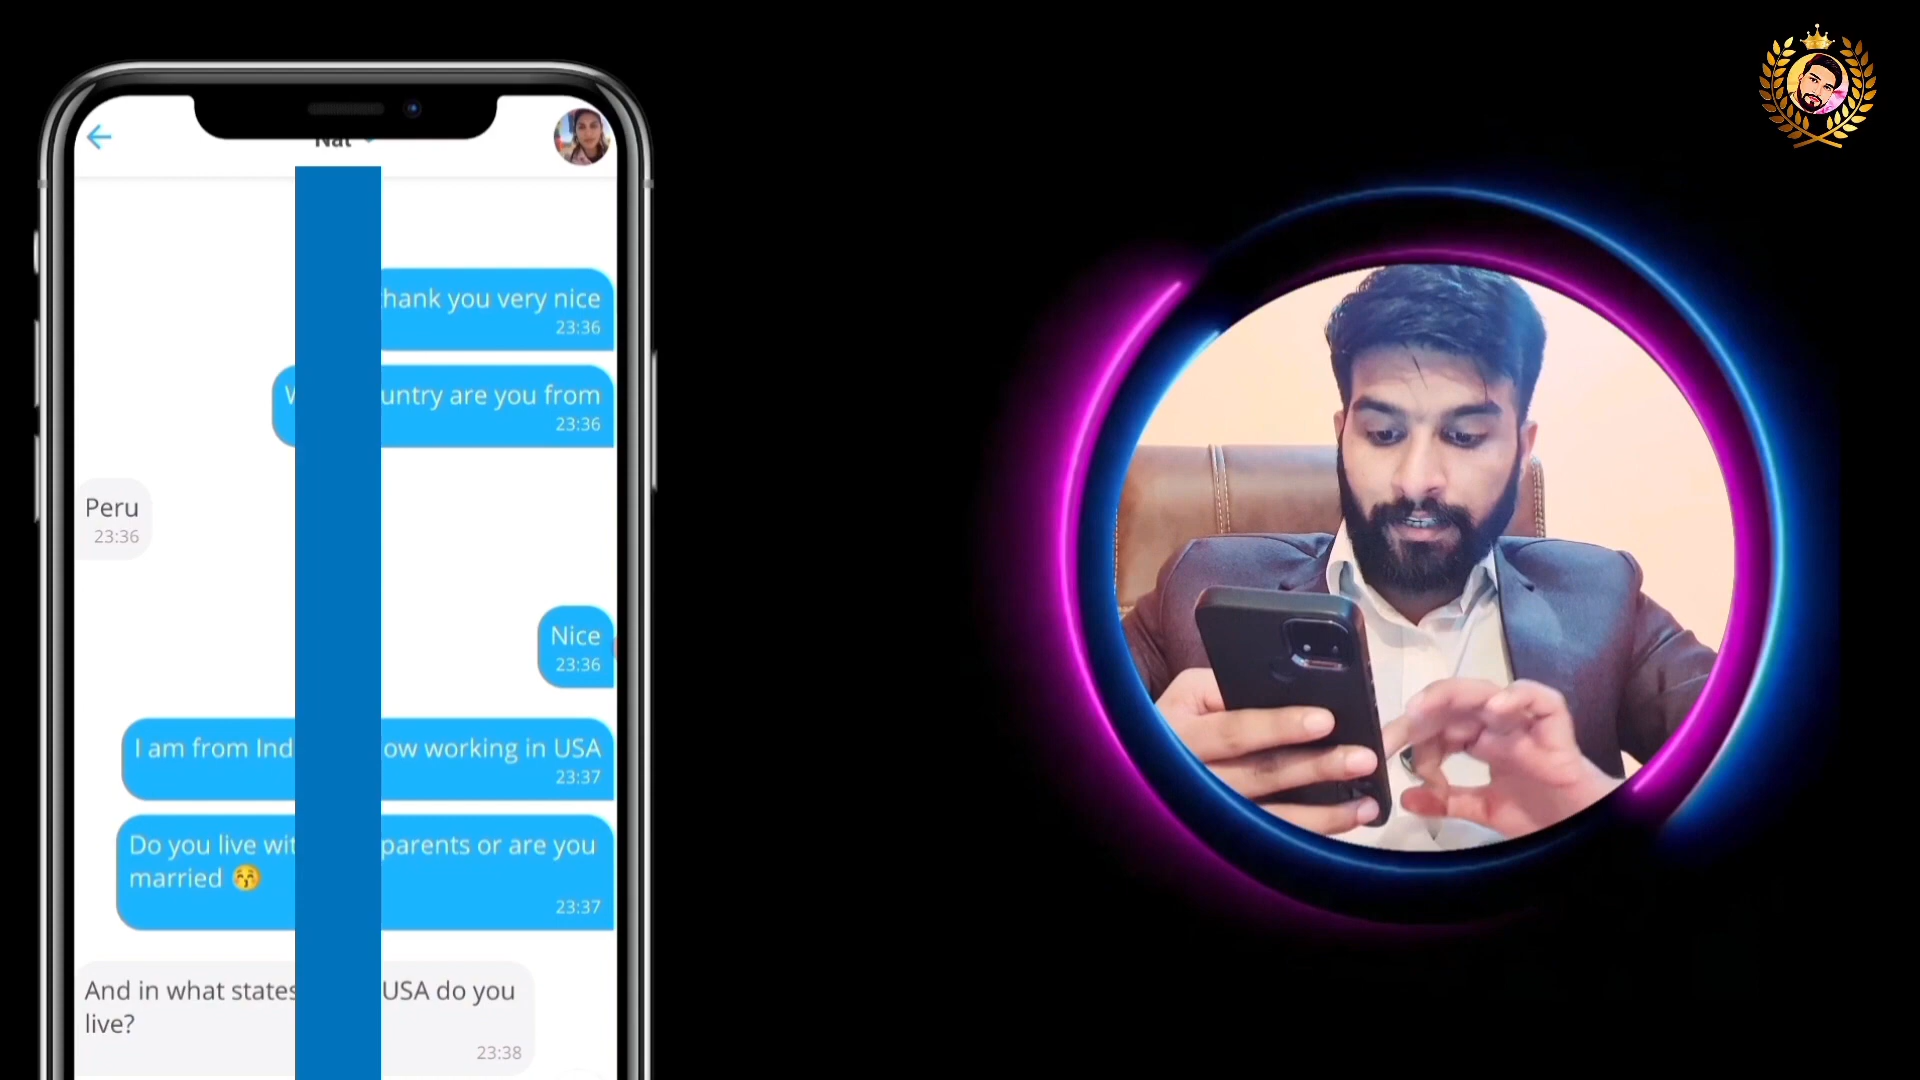 Nat
hank you very nice
23:36
W untry are you from
23:36
Peru
23:36
Nice
23:36
I am from Ind ow working in USA
23:37
Do you live wit parents or are you
married 😚
23:37
And in what states USA do you
live?
23:38